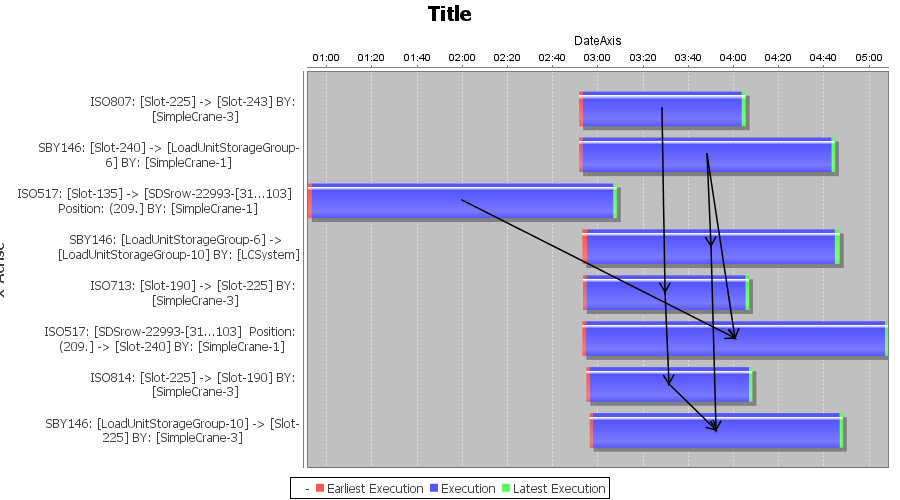 Title
DateAxis
01:00 01:20 01:40 02:00 02:20 02:40 03:00 03:20 03:40 04:00 04:20 04:40 05:00
ISO807: [Slot-225] -> [Slot-243] BY:
[SimpleCrane-3]
SBY146: [Slot-240] -> [LoadUnitStorageGroup-
6] BY: [SimpleCrane-1]
ISO517: [Slot-135] -> [SDSrow-22993-[31...103]
Position: (209.] BY: [SimpleCrane-1]
SBY146: [LoadUnitStorageGroup-6] ->
[LoadUnitStorageGroup-10] BY: [LCSystem]
ISO713: [Slot-190] -> [Slot-225] BY:
[SimpleCrane-3]
ISO517: [SDSrow-22993-[31...103] Position:
(209.] -> [Slot-240] BY: [SimpleCrane-1]
ISO814: [Slot-225] -> [Slot-190] BY:
[SimpleCrane-3]
SBY146: [LoadUnitStorageGroup-10] -> [Slot-
225] BY: [SimpleCrane-3]
- Earliest Execution Execution Latest Execution